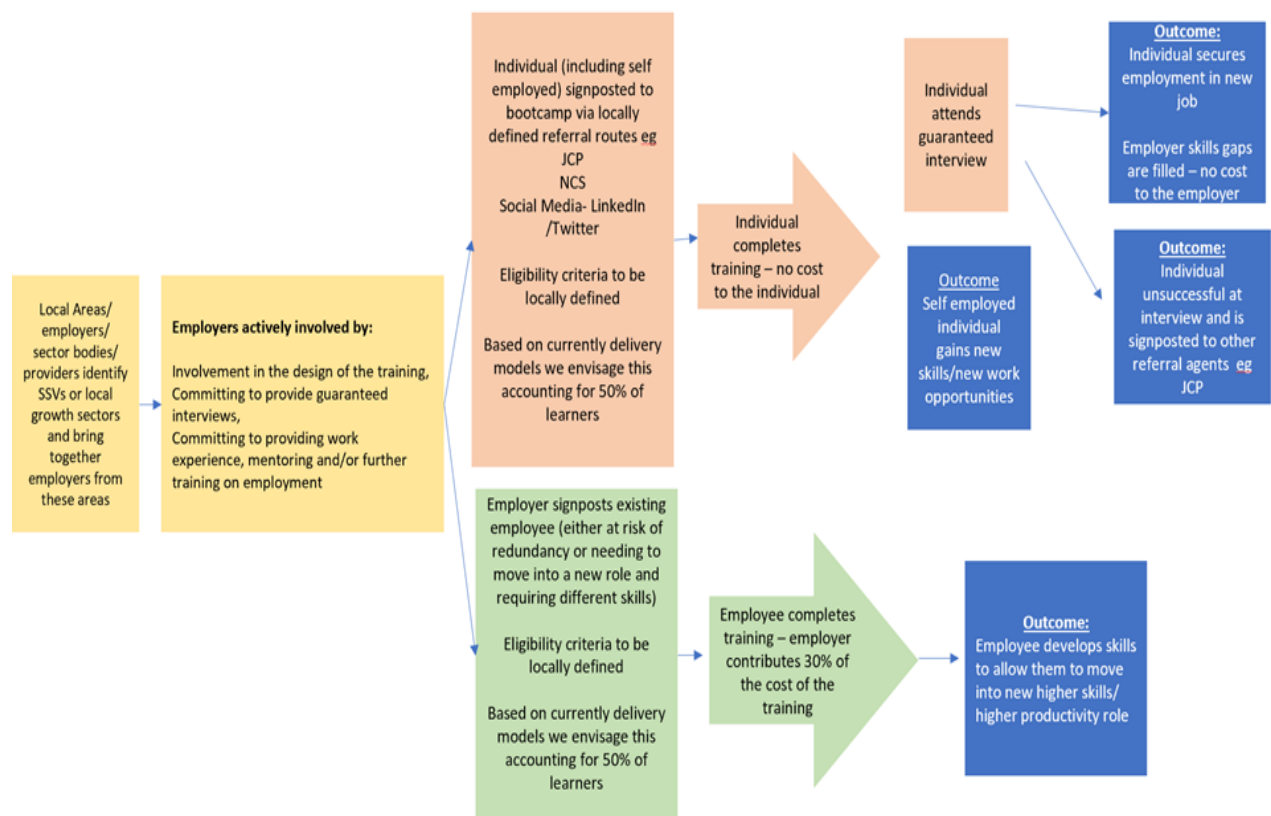 Local Areas/
employers/
sector bodies/
providers identify
SSVs or local
growth sectors
and bring
together
employers from
these areas
Employers actively involved by:
Involvement in the design of the training,
Committing to provide guaranteed
interviews,
Committing to providing work
experience, mentoring and/or further
training on employment
Individual (including self
employed) signposted to
bootcamp via locally
defined referral routes eg
JCP
NCS
Social Media- LinkedIn
/Twitter
Eligibility criteria to be
locally defined
Based on currently delivery
models we envisage this
accounting for 50% of
learners
Individual
completes
training – no cost
to the individual
Individual
attends
guaranteed
interview
Outcome:
Individual secures
employment in new
job
Employer skills gaps
are filled – no cost
to the employer
Outcome
Self employed
individual
gains new
skills/new work
opportunities
Outcome:
Individual
unsuccessful at
interview and is
signposted to other
referral agents eg
JCP
Employer signposts existing
employee (either at risk of
redundancy or needing to
move into a new role and
requiring different skills)
Eligibility criteria to be
locally defined
Based on currently delivery
models we envisage this
accounting for 50% of
learners
Employee completes
training – employer
contributes 30% of
the cost of the
training
Outcome:
Employee develops skills
to allow them to move
into new higher skills/
higher productivity role